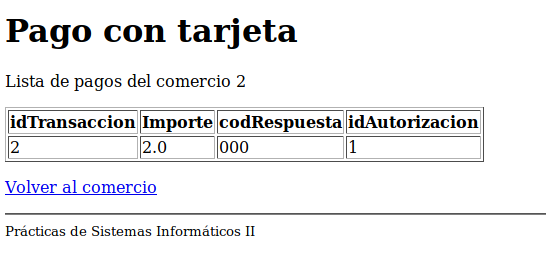 Pago con tarjeta
Lista de pagos del comercio 2
idTransaccion Importe codRespuesta idAutorizacion
2 2.0 000 1
Volver al comercio
Prácticas de Sistemas Informáticos II